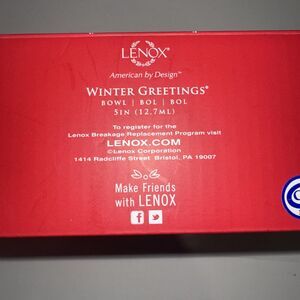 LENOX®
American by Design™
WINTER GREETINGS®
BOWL | BOL | BOL
5IN (12,7ML)
To register for the
Lenox Breakage Replacement Program visit
LENOX.COM
©Lenox Corporation
1414 Radcliffe Street Bristol, PA 19007
Make Friends
with LENOX